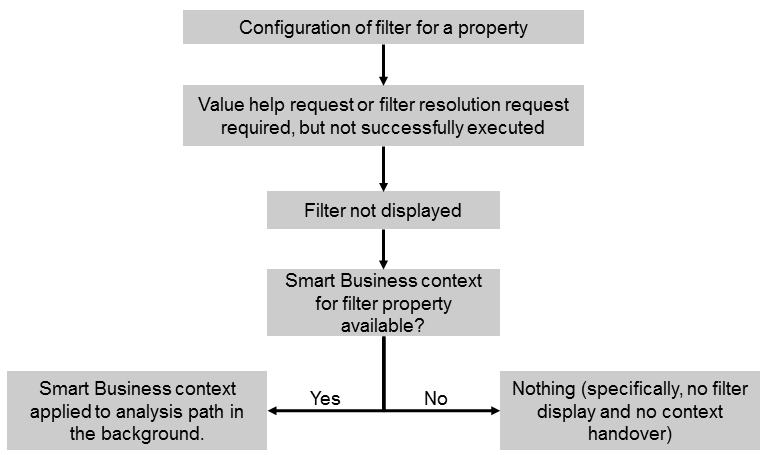 Configuration of filter for a property
Value help request or filter resolution request
required, but not successfully executed
Filter not displayed
Smart Business context
for filter property
available?
Yes
No
Smart Business context
applied to analysis path in
the background.
Nothing (specifically, no filter
display and no context
handover)